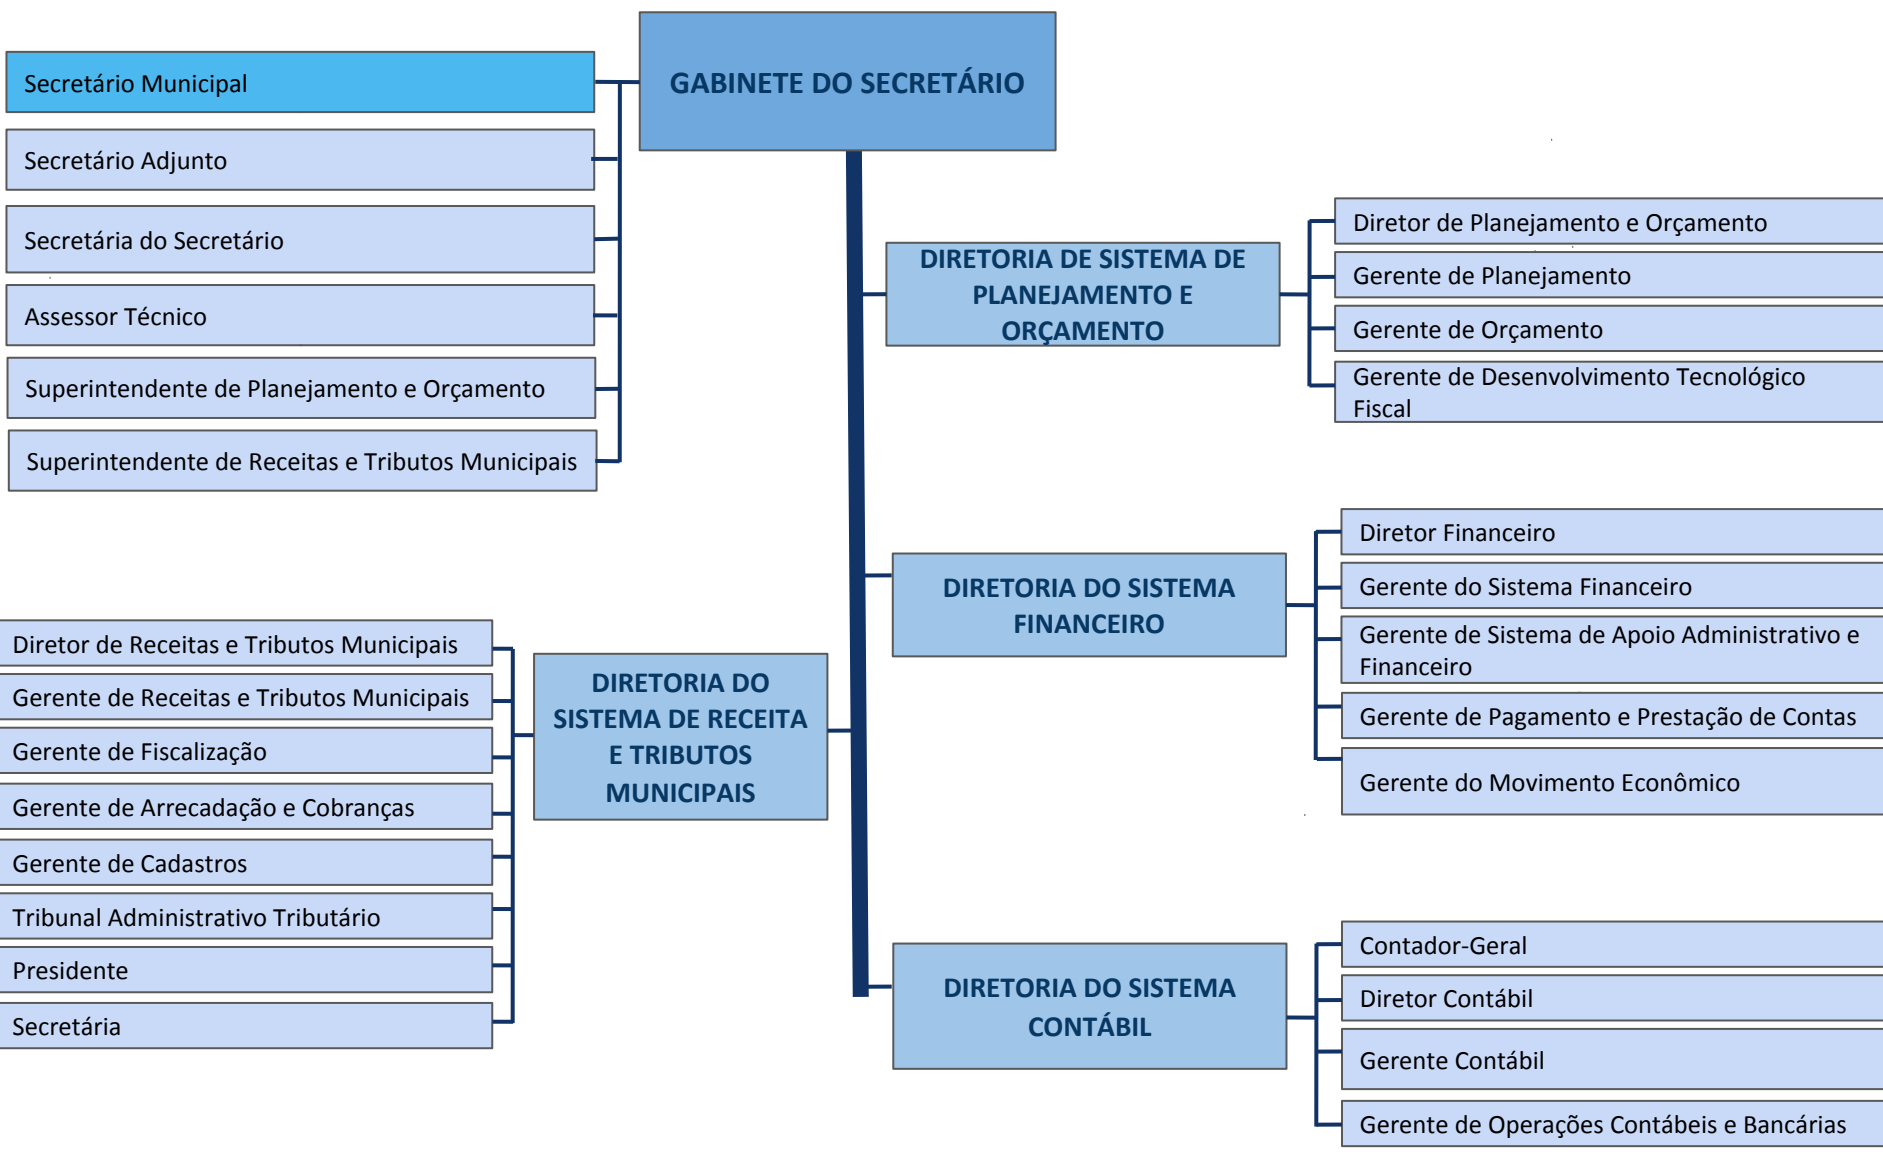 GABINETE DO SECRETÁRIO
Secretário Municipal
Secretário Adjunto
Secretária do Secretário
Assessor Técnico
Superintendente de Planejamento e Orçamento
Superintendente de Receitas e Tributos Municipais
DIRETORIA DE SISTEMA DE
PLANEJAMENTO E
ORÇAMENTO
Diretor de Planejamento e Orçamento
Gerente de Planejamento
Gerente de Orçamento
Gerente de Desenvolvimento Tecnológico
Fiscal
DIRETORIA DO SISTEMA
FINANCEIRO
Diretor Financeiro
Gerente do Sistema Financeiro
Gerente de Sistema de Apoio Administrativo e
Financeiro
Gerente de Pagamento e Prestação de Contas
Gerente do Movimento Econômico
DIRETORIA DO
SISTEMA DE RECEITA
E TRIBUTOS
MUNICIPAIS
Diretor de Receitas e Tributos Municipais
Gerente de Receitas e Tributos Municipais
Gerente de Fiscalização
Gerente de Arrecadação e Cobranças
Gerente de Cadastros
Tribunal Administrativo Tributário
Presidente
Secretária
DIRETORIA DO SISTEMA
CONTÁBIL
Contador-Geral
Diretor Contábil
Gerente Contábil
Gerente de Operações Contábeis e Bancárias